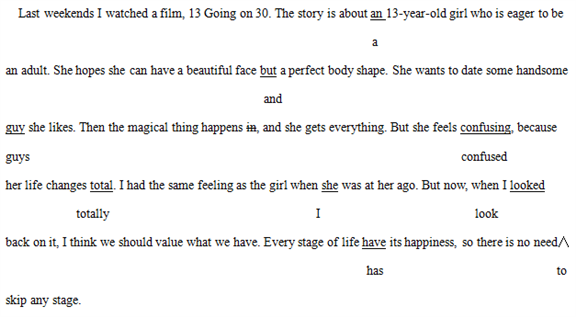 Last weekends I watched a film, 13 Going on 30. The story is about an 13-year-old girl who is eager to be
a
an adult. She hopes she can have a beautiful face but a perfect body shape. She wants to date some handsome
and
guy she likes. Then the magical thing happens in, and she gets everything. But she feels confusing, because
guys confused
her life changes total. I had the same feeling as the girl when she was at her ago. But now, when I looked
totally I look
back on it, I think we should value what we have. Every stage of life have its happiness, so there is no need∧
has to
skip any stage.